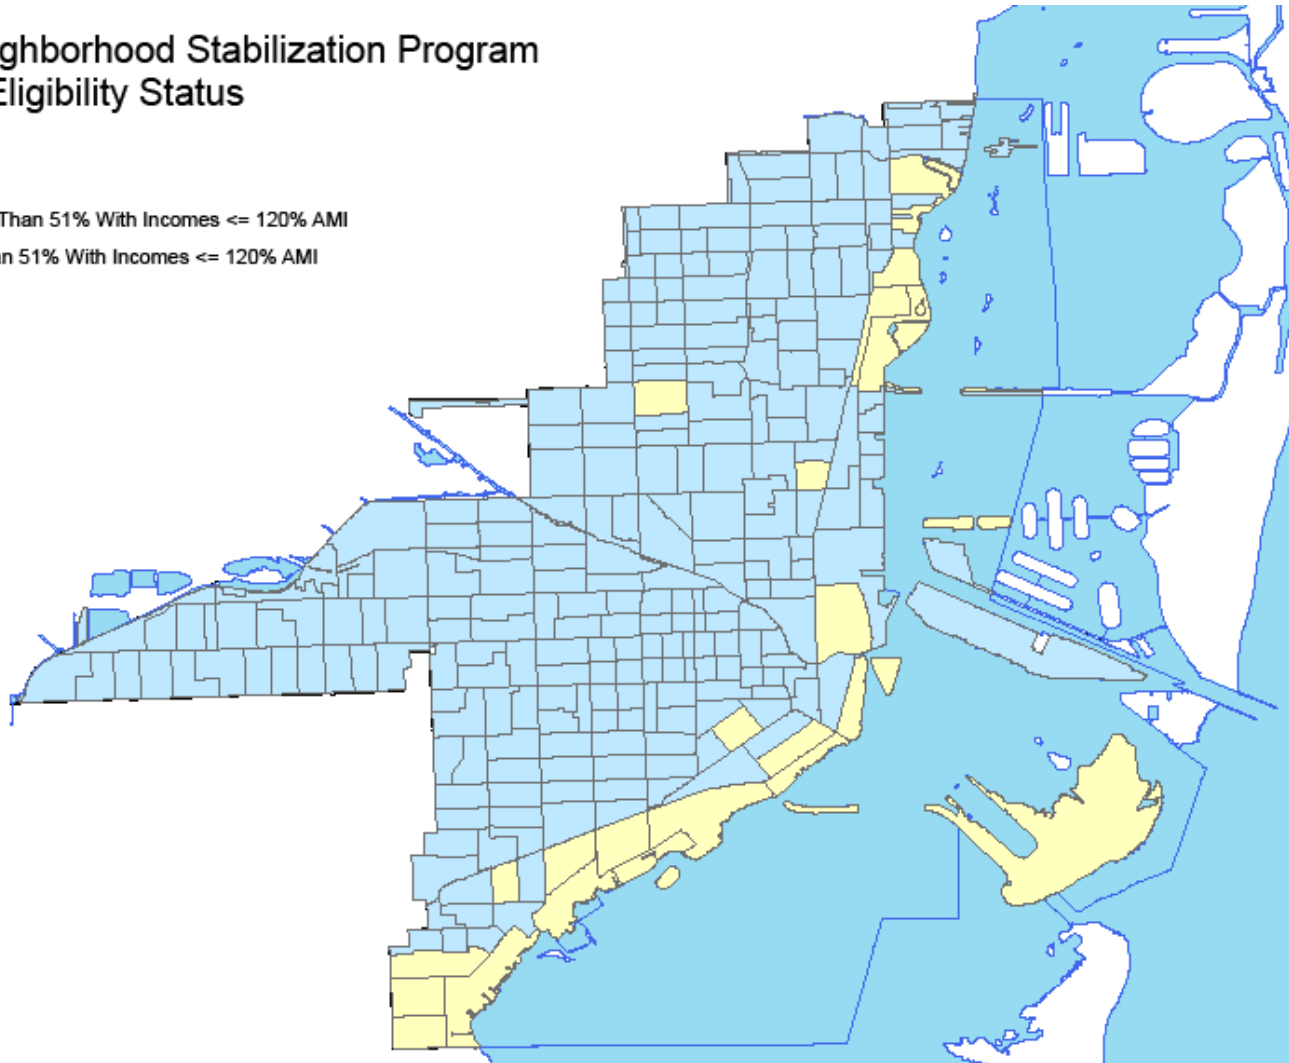 ghborhood Stabilization Program
Eligibility Status
Than 51% With Incomes <= 120% AMI
n 51% With Incomes <= 120% AMI